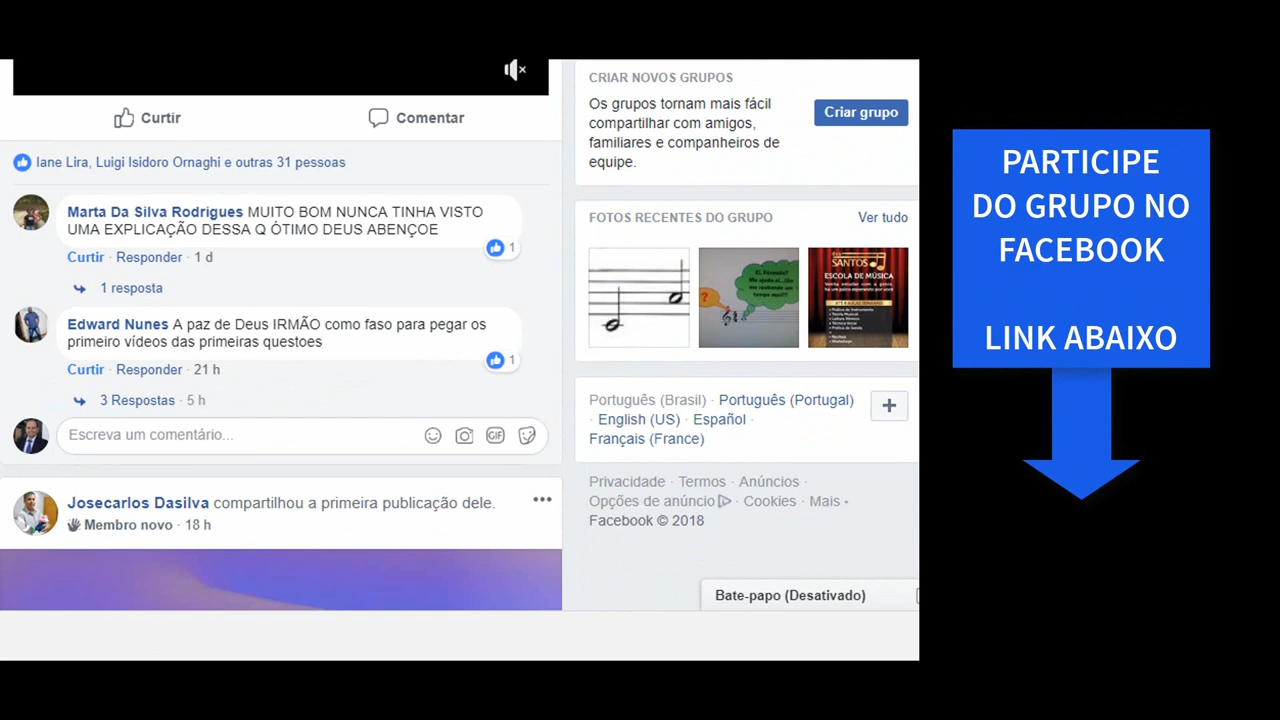 Curtir
Comentar
Iane Lira, Luigi Isidoro Ornaghi e outras 31 pessoas
Marta Da Silva Rodrigues MUITO BOM NUNCA TINHA VISTO
UMA EXPLICAÇÃO DESSA Q ÓTIMO DEUS ABENÇOE
1
Curtir · Responder · 1 d
1 resposta
Edward Nunes A paz de Deus IRMÃO como faso para pegar os
primeiro vídeos das primeiras questoes
1
Curtir · Responder · 21 h
3 Respostas · 5 h
Escreva um comentário...
GIF
Josecarlos Dasilva compartilhou a primeira publicação dele.
Membro novo · 18 h
CRIAR NOVOS GRUPOS
Os grupos tornam mais fácil
compartilhar com amigos,
familiares e companheiros de
equipe.
Criar grupo
FOTOS RECENTES DO GRUPO
Ver tudo
SANTOS
ESCOLA DE MÚSICA
Português (Brasil) · Português (Portugal)
· English (US) · Español ·
Français (France)
Privacidade · Termos · Anúncios ·
Opções de anúncio · Cookies · Mais
Facebook © 2018
Bate-papo (Desativado)
PARTICIPE
DO GRUPO NO
FACEBOOK
LINK ABAIXO